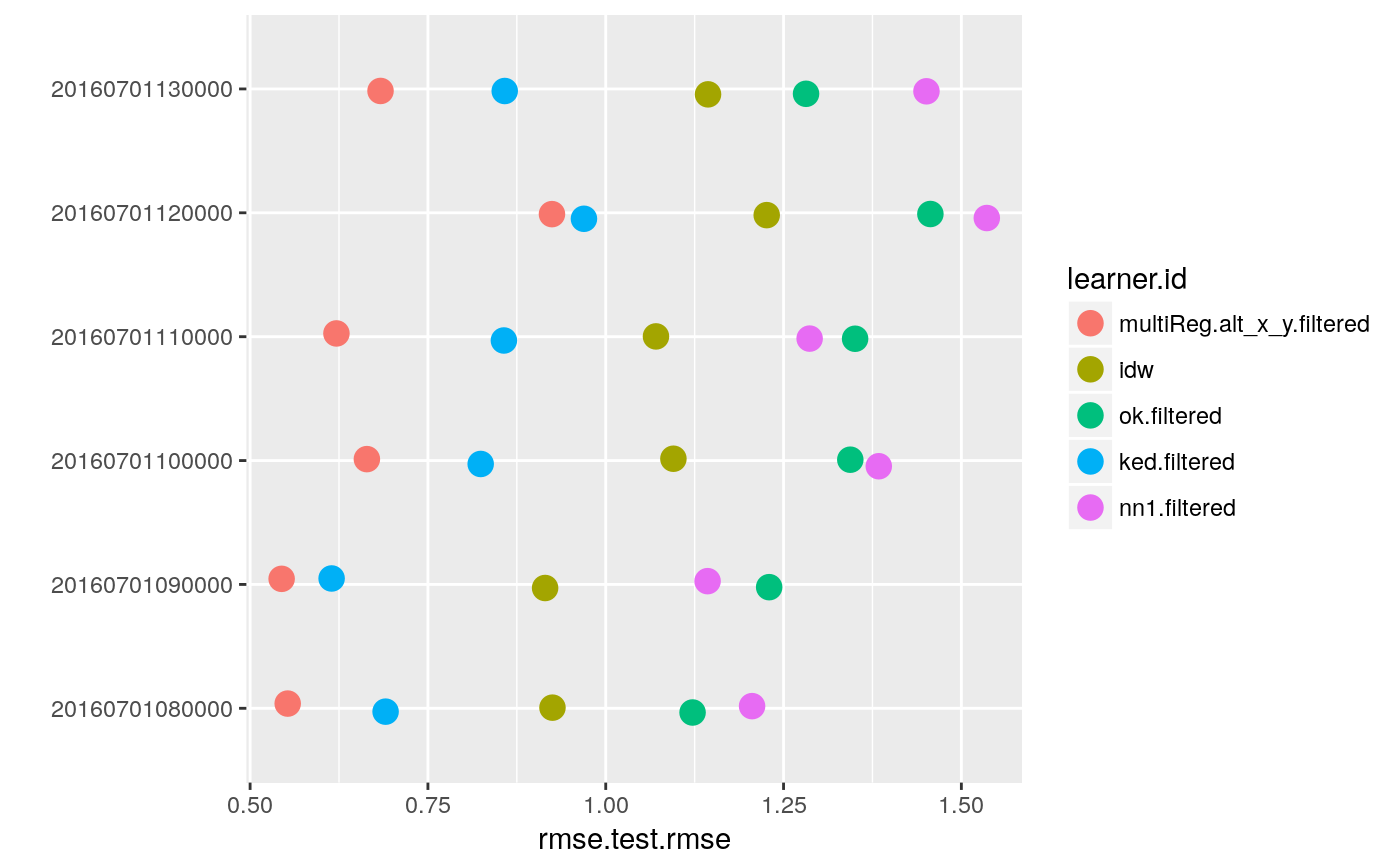 20160701130000
20160701120000
20160701110000
20160701100000
20160701090000
20160701080000
0.50 0.75 1.00 1.25 1.50
rmse.test.rmse
learner.id
multiReg.alt_x_y.filtered
idw
ok.filtered
ked.filtered
nn1.filtered